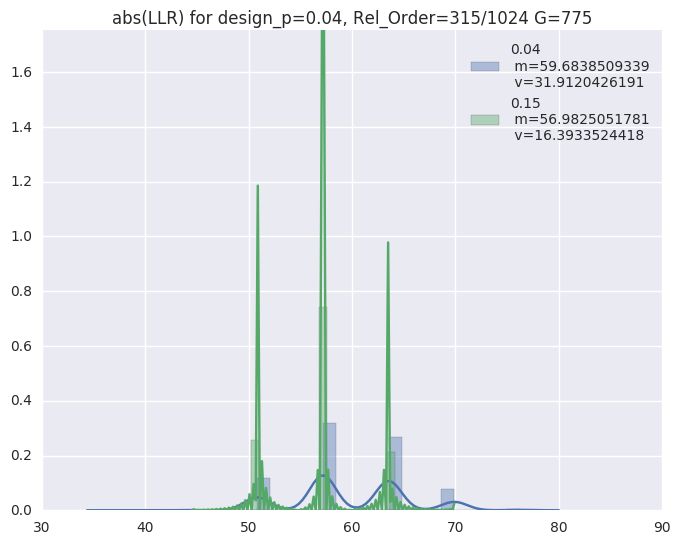 abs(LLR) for design_p=0.04, Rel_Order=315/1024 G=775
0.04
m=59.6838509339
v=31.9120426191
0.15
m=56.9825051781
v=16.3933524418
1.6
1.4
1.2
1.0
0.8
0.6
0.4
0.2
0.0
30 40 50 60 70 80 90